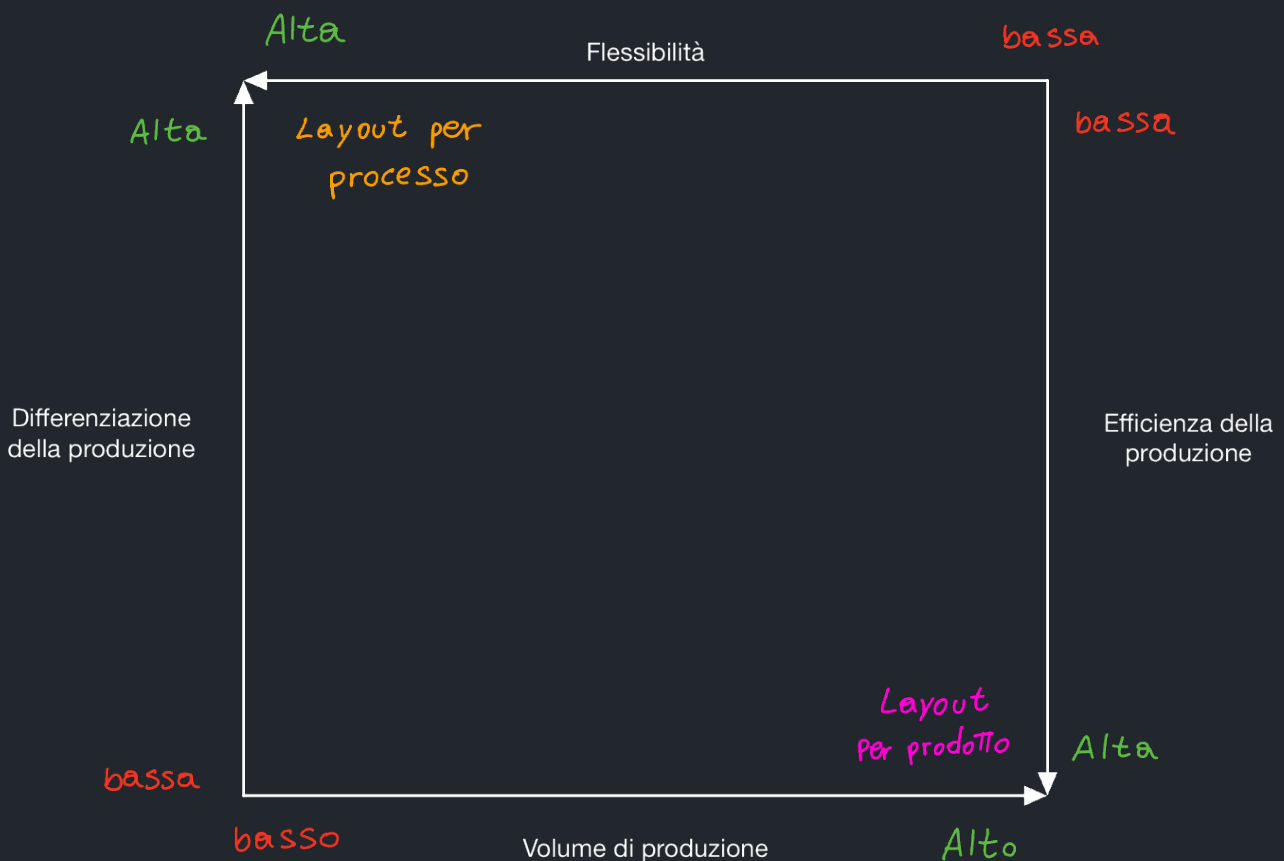 Alta
Flessibilità
bassa
Alta
Layout per
processo
bassa
Differenziazione
della produzione
Efficienza della
produzione
Layout
per prodotto
Alta
bassa
basso
Volume di produzione
Alto